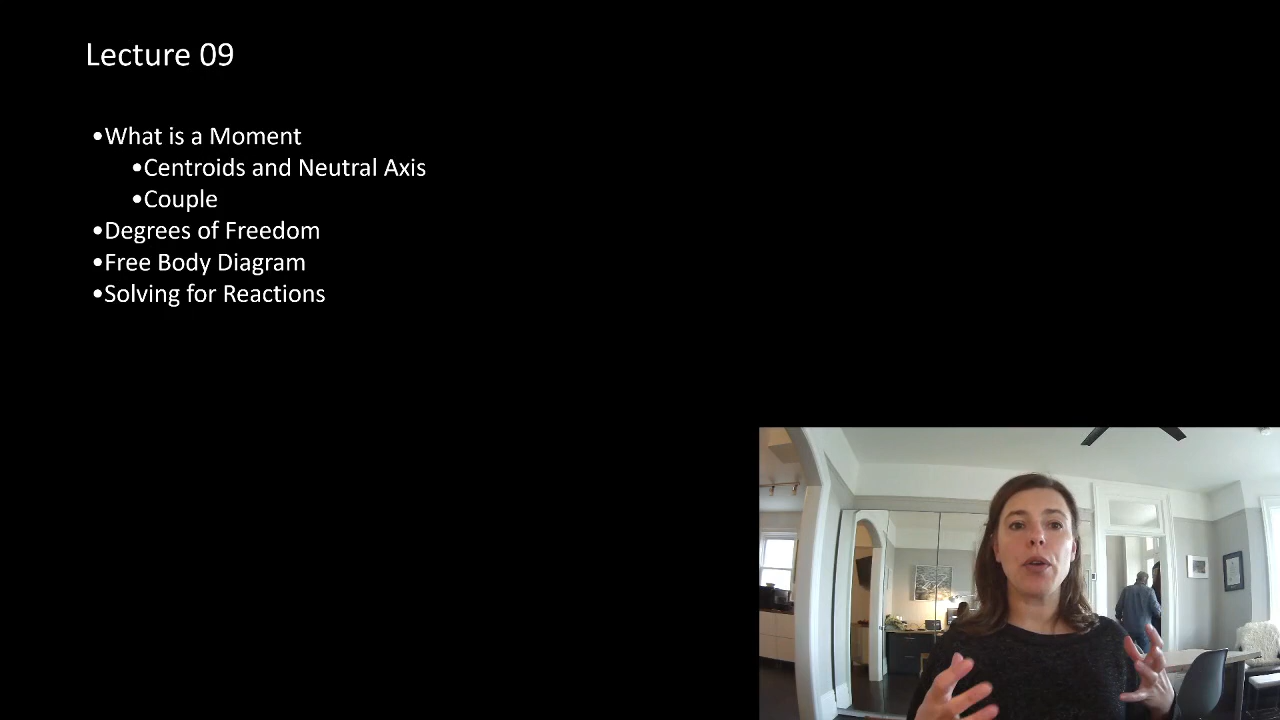 Lecture 09
•What is a Moment
•Centroids and Neutral Axis
•Couple
•Degrees of Freedom
•Free Body Diagram
•Solving for Reactions